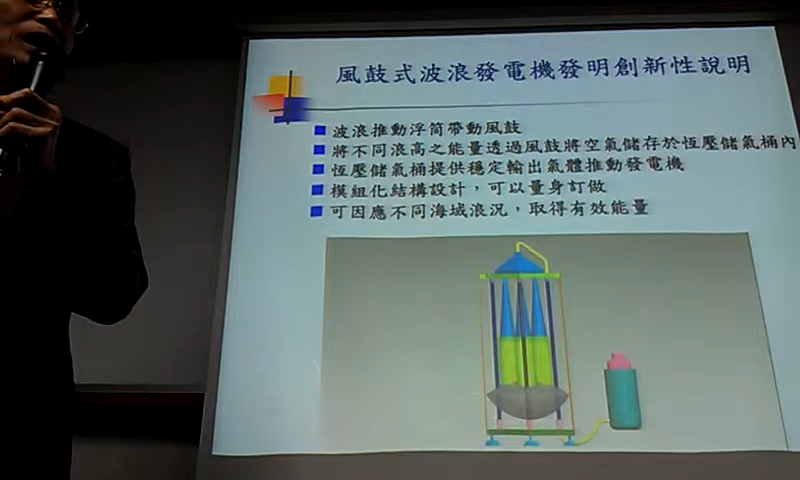 風鼓式波浪發電機發明創新性說明
波浪推動浮筒帶動風鼓
將不同浪高之能量透過風鼓將空氣儲存於恆壓儲氣桶內
恆壓儲氣桶提供穩定輸出氣體推動發電機
模組化結構設計，可以量身訂做
可因應不同海域浪況，取得有效能量